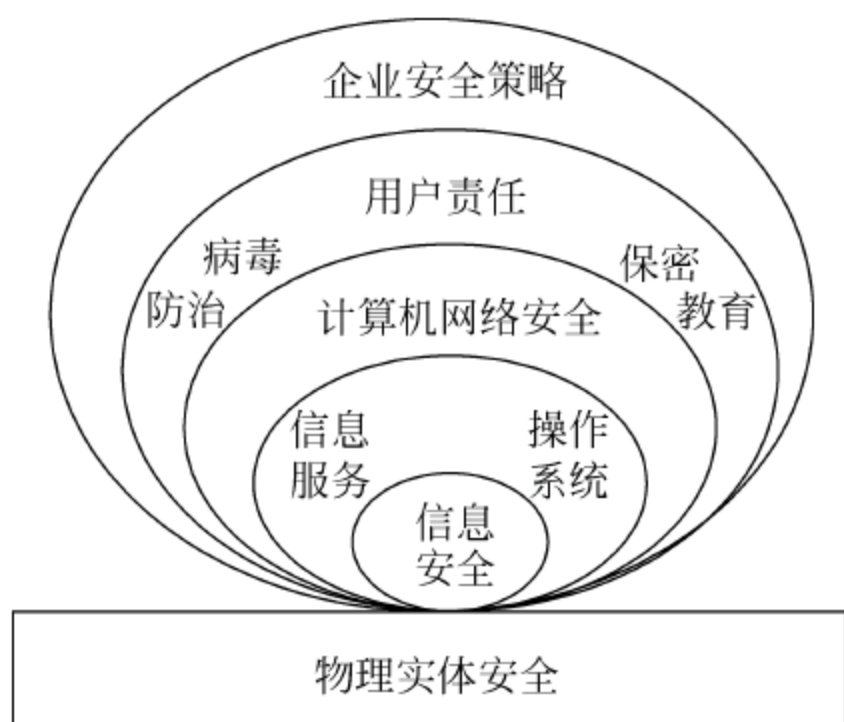 企业安全策略
用户责任
病毒
防治
保密
教育
计算机网络安全
信息
服务
操作
系统
信息
安全
物理实体安全